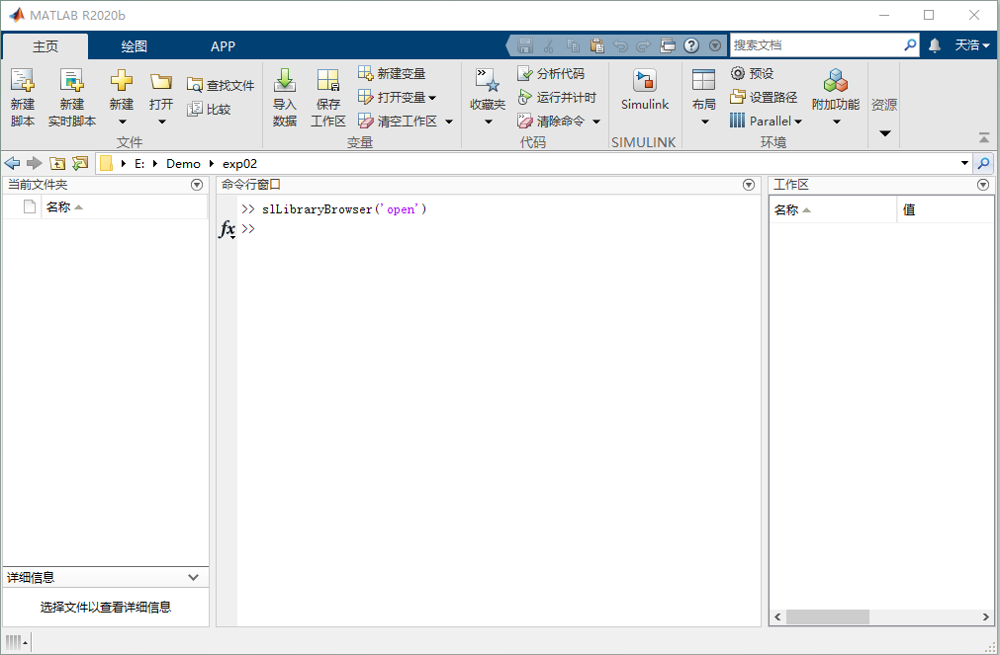 MATLAB R2020b
主页
绘图
APP
搜索文档
天浩
新建
脚本
新建
实时脚本
新建
打开
查找文件
比较
文件
导入
数据
保存
工作区
新建变量
打开变量
清空工作区
变量
收藏夹
分析代码
运行并计时
清除命令
代码
Simulink
SIMULINK
布局
预设
设置路径
Parallel
附加功能
环境
资源
E: Demo exp02
当前文件夹
名称
命令行窗口
>> slLibraryBrowser('open')
fx >>
工作区
名称 值
详细信息
选择文件以查看详细信息